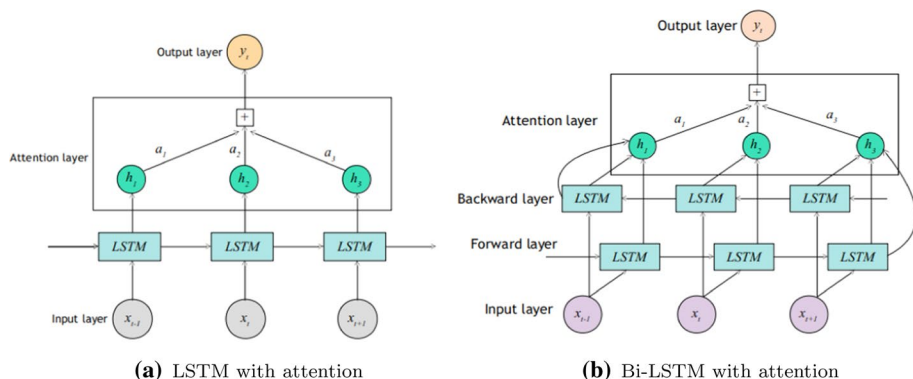 Output layer
y_t
+
a_1
a_2
a_3
Attention layer
h_1
h_2
h_3
LSTM
LSTM
LSTM
Input layer
x_{t-1}
x_t
x_{t+1}
(a) LSTM with attention
Output layer
y_t
+
a_1
a_2
a_3
Attention layer
h_1
h_2
h_3
Backward layer
LSTM
LSTM
LSTM
Forward layer
LSTM
LSTM
LSTM
Input layer
x_{t-1}
x_t
x_{t+1}
(b) Bi-LSTM with attention